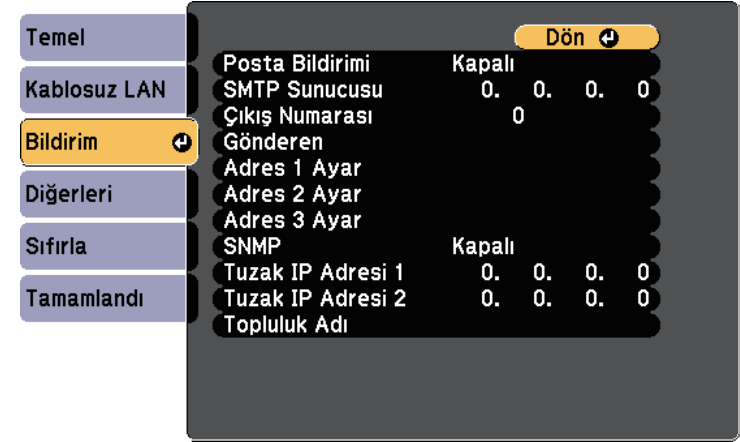 Temel
Kablosuz LAN
Bildirim
Diğerleri
Sıfırla
Tamamlandı
Dön
Posta Bildirimi Kapalı
SMTP Sunucusu 0. 0. 0. 0
Çıkış Numarası 0
Gönderen
Adres 1 Ayar
Adres 2 Ayar
Adres 3 Ayar
SNMP Kapalı
Tuzak IP Adresi 1 0. 0. 0. 0
Tuzak IP Adresi 2 0. 0. 0. 0
Topluluk Adı